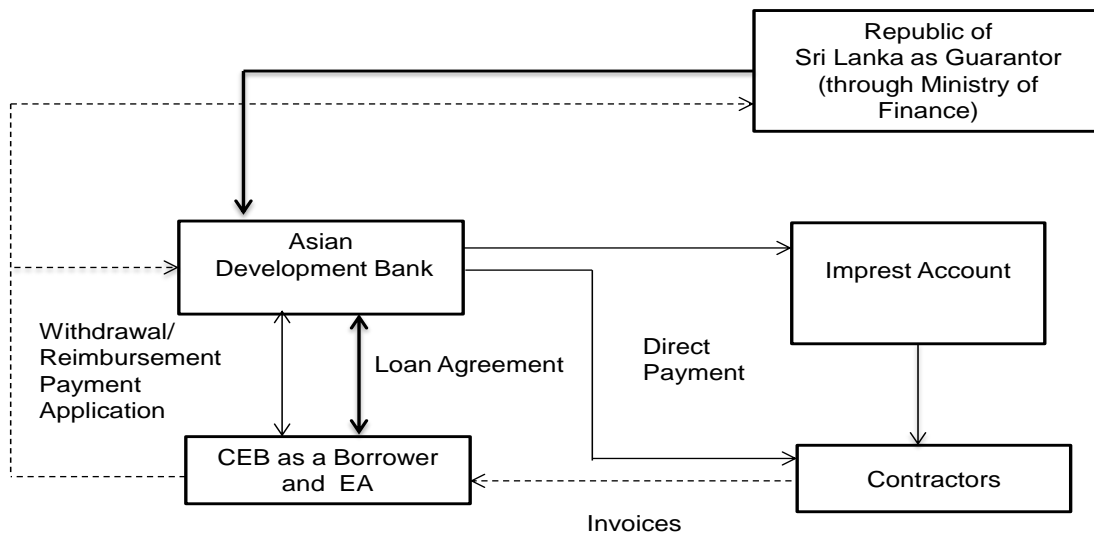 Republic of
Sri Lanka as Guarantor
(through Ministry of
Finance)
Asian
Development Bank
Imprest Account
Withdrawal/
Reimbursement
Payment
Application
Loan Agreement
Direct
Payment
CEB as a Borrower
and EA
Contractors
Invoices